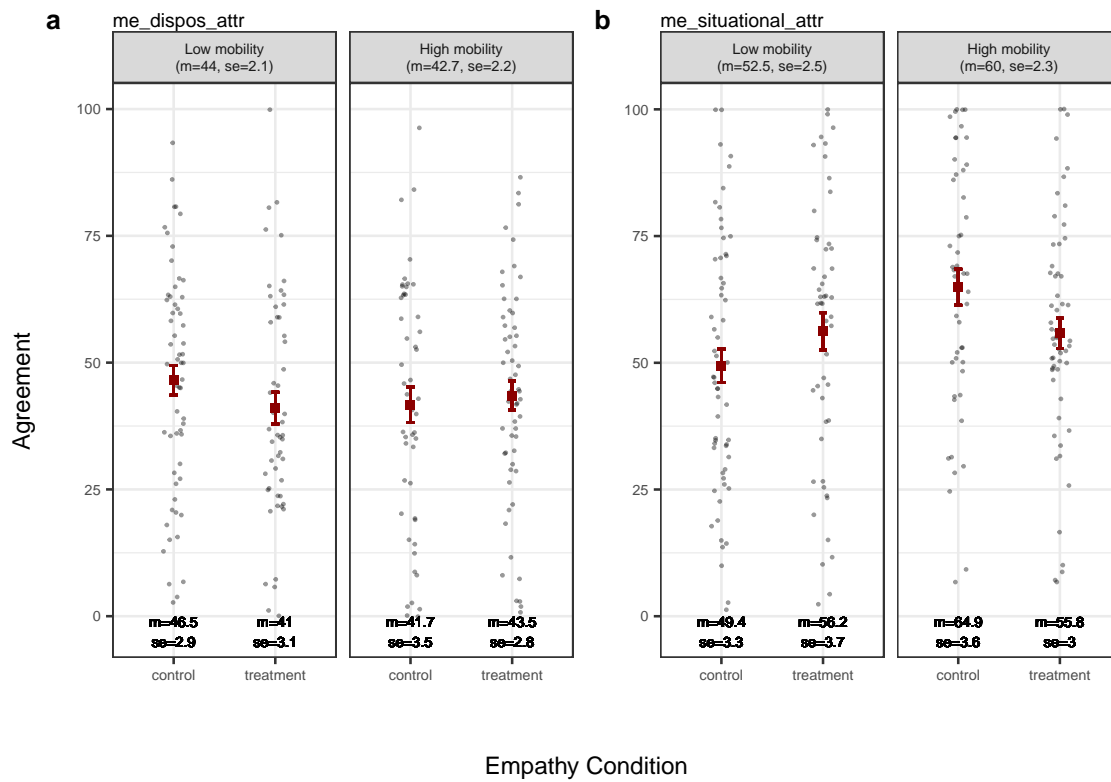 a
me_dispos_attr
Low mobility
(m=44, se=2.1)
High mobility
(m=42.7, se=2.2)
b
me_situational_attr
Low mobility
(m=52.5, se=2.5)
High mobility
(m=60, se=2.3)
Agreement
100
75
50
25
0
m=46.5
se=2.9
m=41
se=3.1
m=41.7
se=3.5
m=43.5
se=2.8
control
treatment
control
treatment
100
75
50
25
0
m=49.4
se=3.3
m=56.2
se=3.7
m=64.9
se=3.6
m=55.8
se=3
control
treatment
control
treatment
Empathy Condition